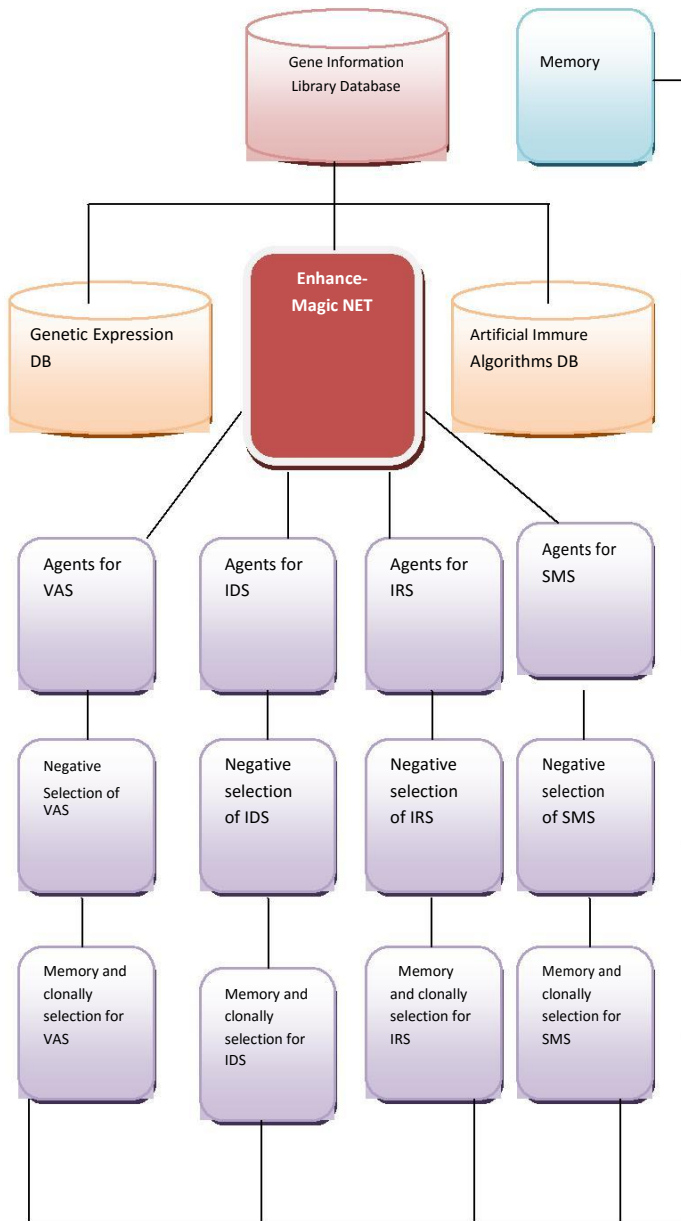 Gene Information
Library Database
Memory
Enhance-
Magic NET
Genetic Expression
DB
Artificial Immure
Algorithms DB
Agents for
VAS
Agents for
IDS
Agents for
IRS
Agents for
SMS
Negative
Selection of
VAS
Negative
selection
of IDS
Negative
selection
of IRS
Negative
selection
of SMS
Memory and
clonally
selection for
VAS
Memory and
clonally
selection for
IDS
Memory
and clonally
selection for
IRS
Memory and
clonally
selection for
SMS